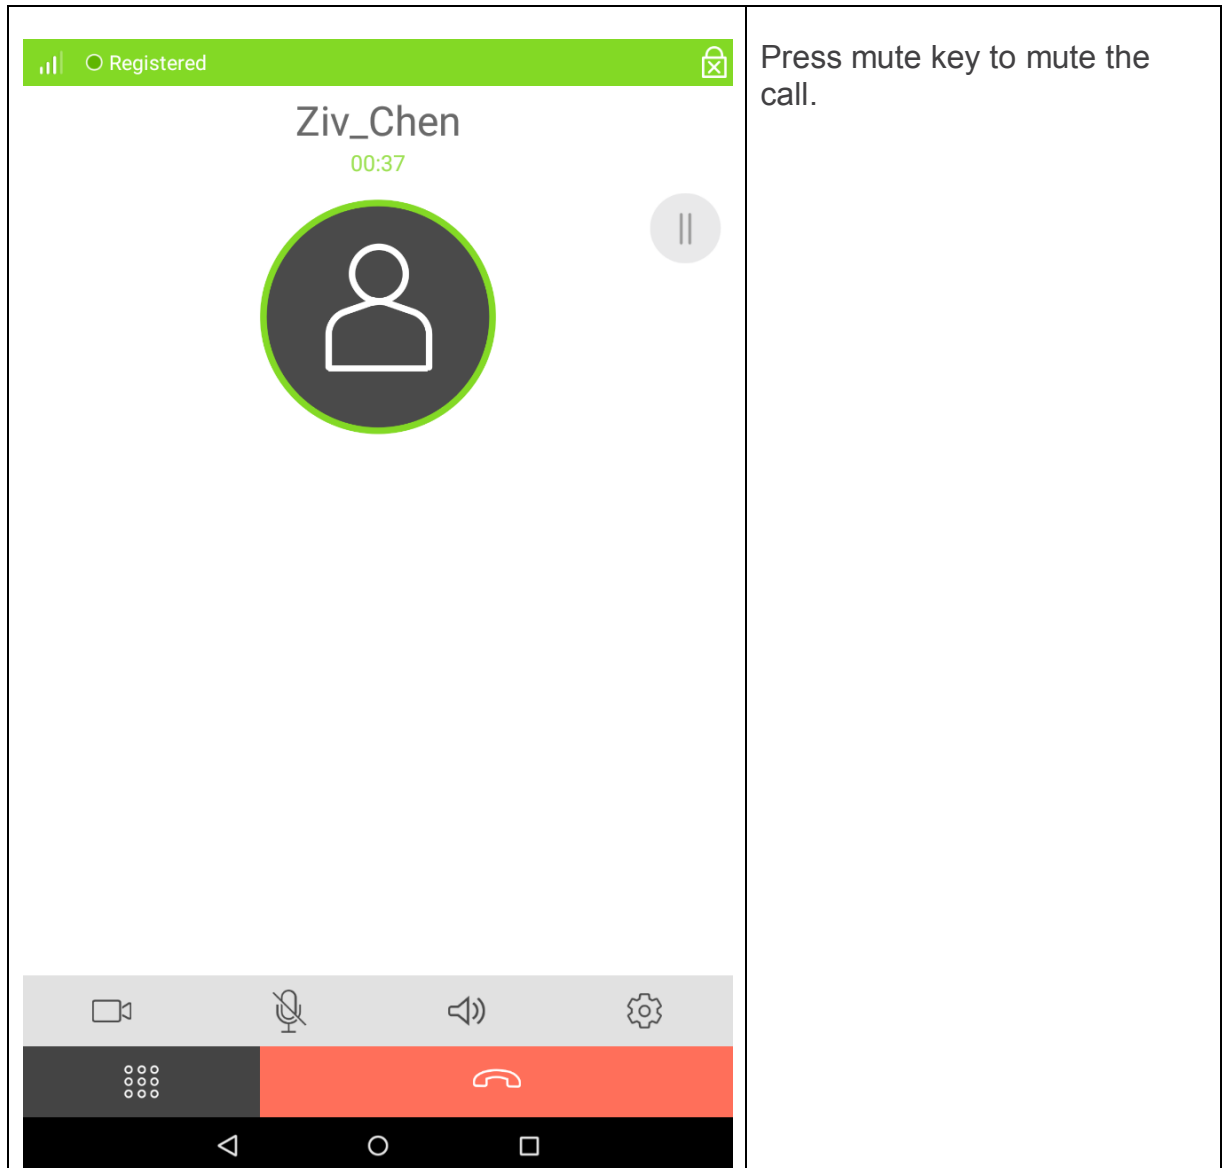 Registered
Ziv_Chen
00:37
Press mute key to mute the
call.